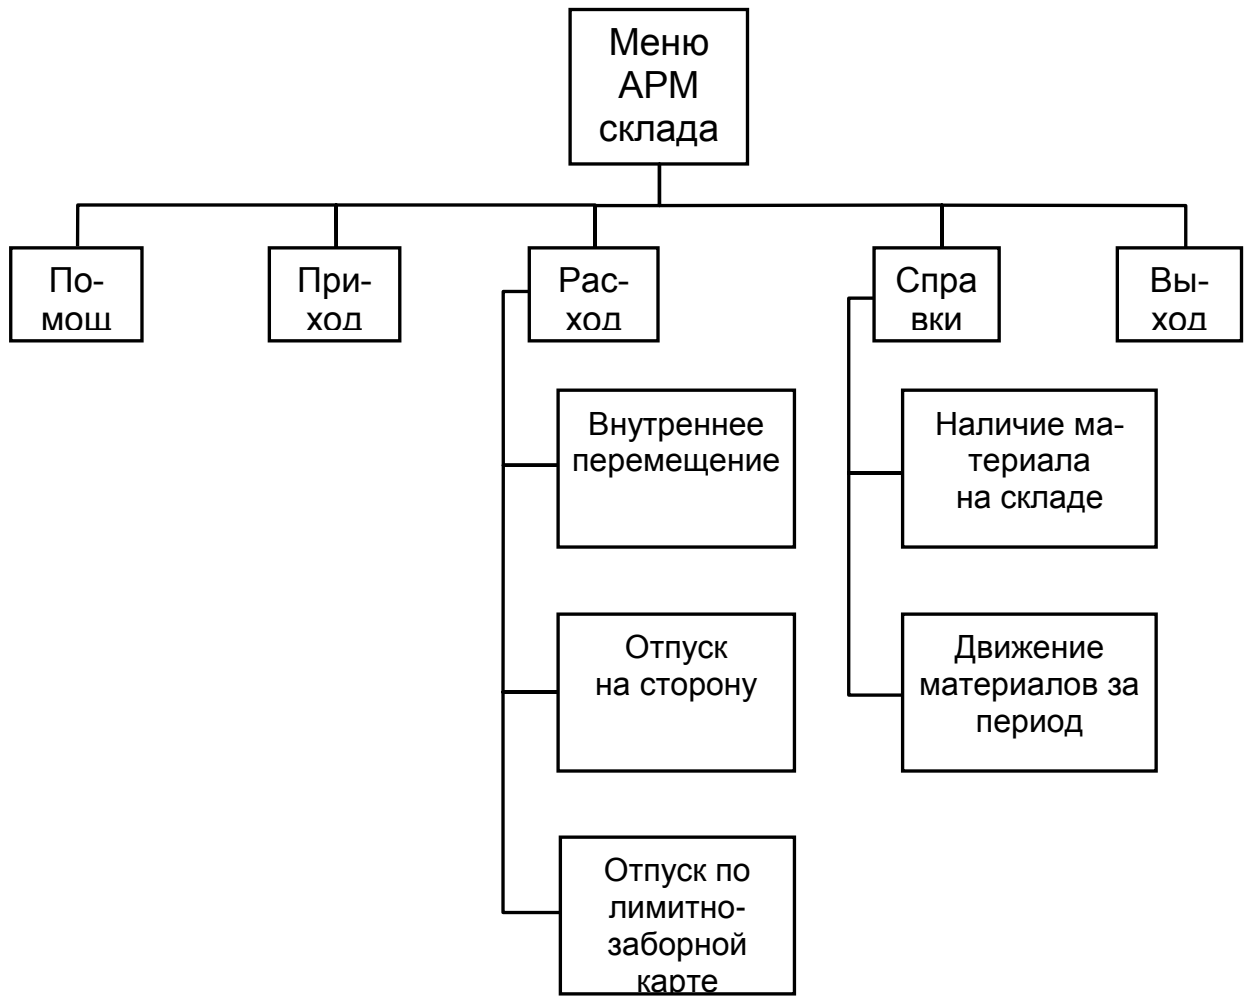 Меню
АРМ
склада
По-
мощ
При-
ход
Рас-
ход
Спра
вки
Вы-
ход
Внутреннее
перемещение
Наличие ма-
териала
на складе
Отпуск
на сторону
Движение
материалов за
период
Отпуск по
лимитно-
заборной
карте